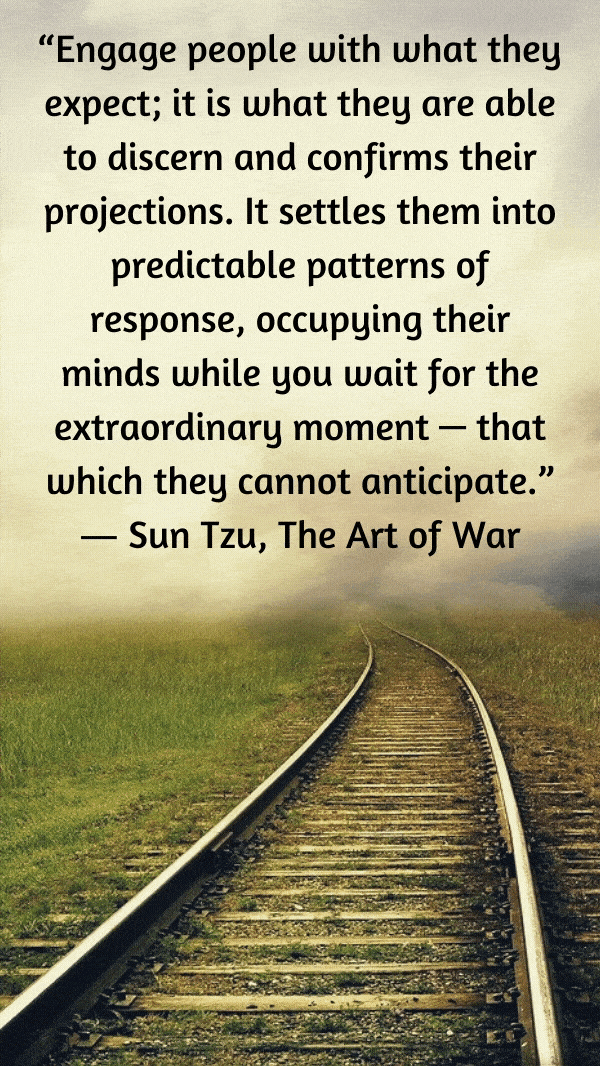 “Engage people with what they
expect; it is what they are able
to discern and confirms their
projections. It settles them into
predictable patterns of
response, occupying their
minds while you wait for the
extraordinary moment — that
which they cannot anticipate.”
— Sun Tzu, The Art of War